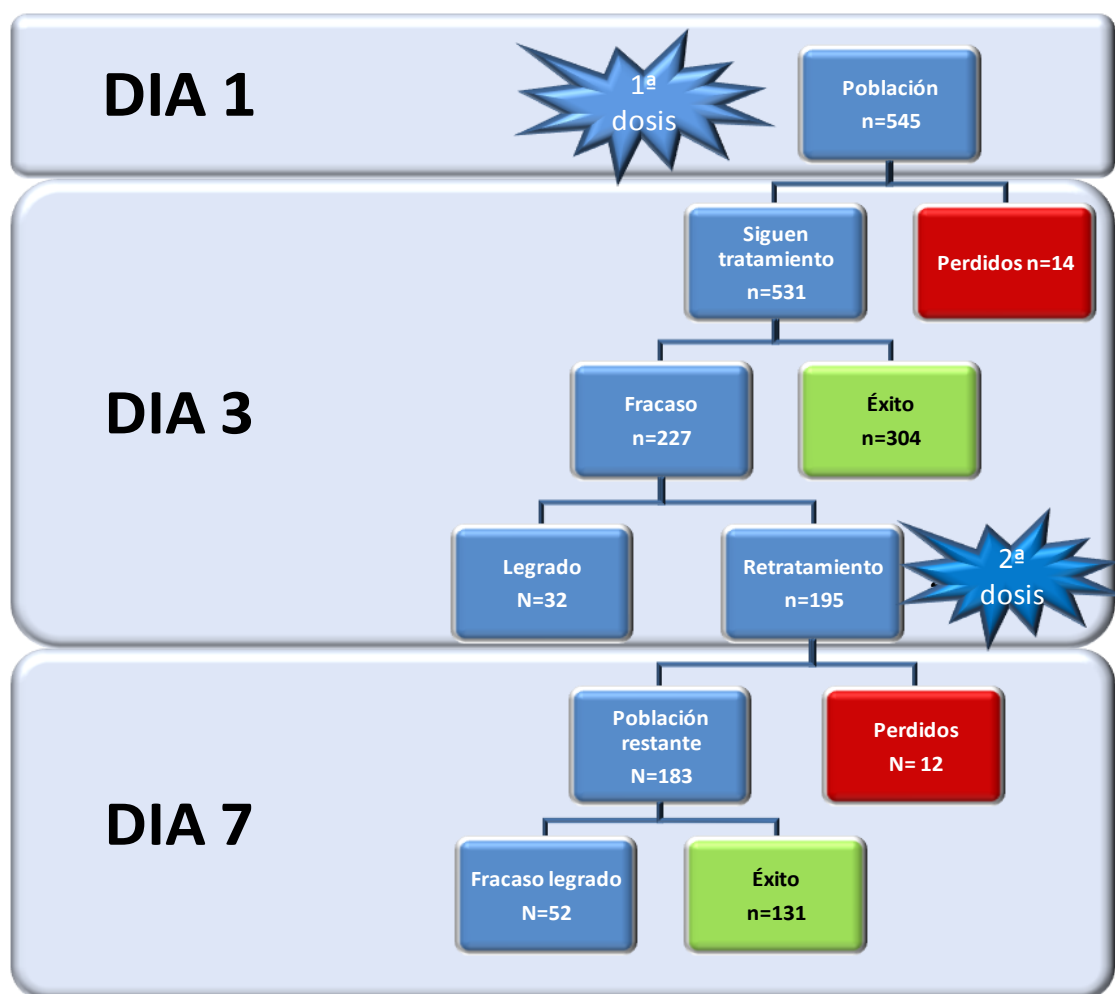 DIA 1
1ª
dosis
Población
n=545
Siguen
tratamiento
n=531
Perdidos n=14
DIA 3
Fracaso
n=227
Éxito
n=304
Legrado
N=32
Retratamiento
n=195
2ª
dosis
Población
restante
N=183
Perdidos
N= 12
DIA 7
Fracaso legrado
N=52
Éxito
n=131